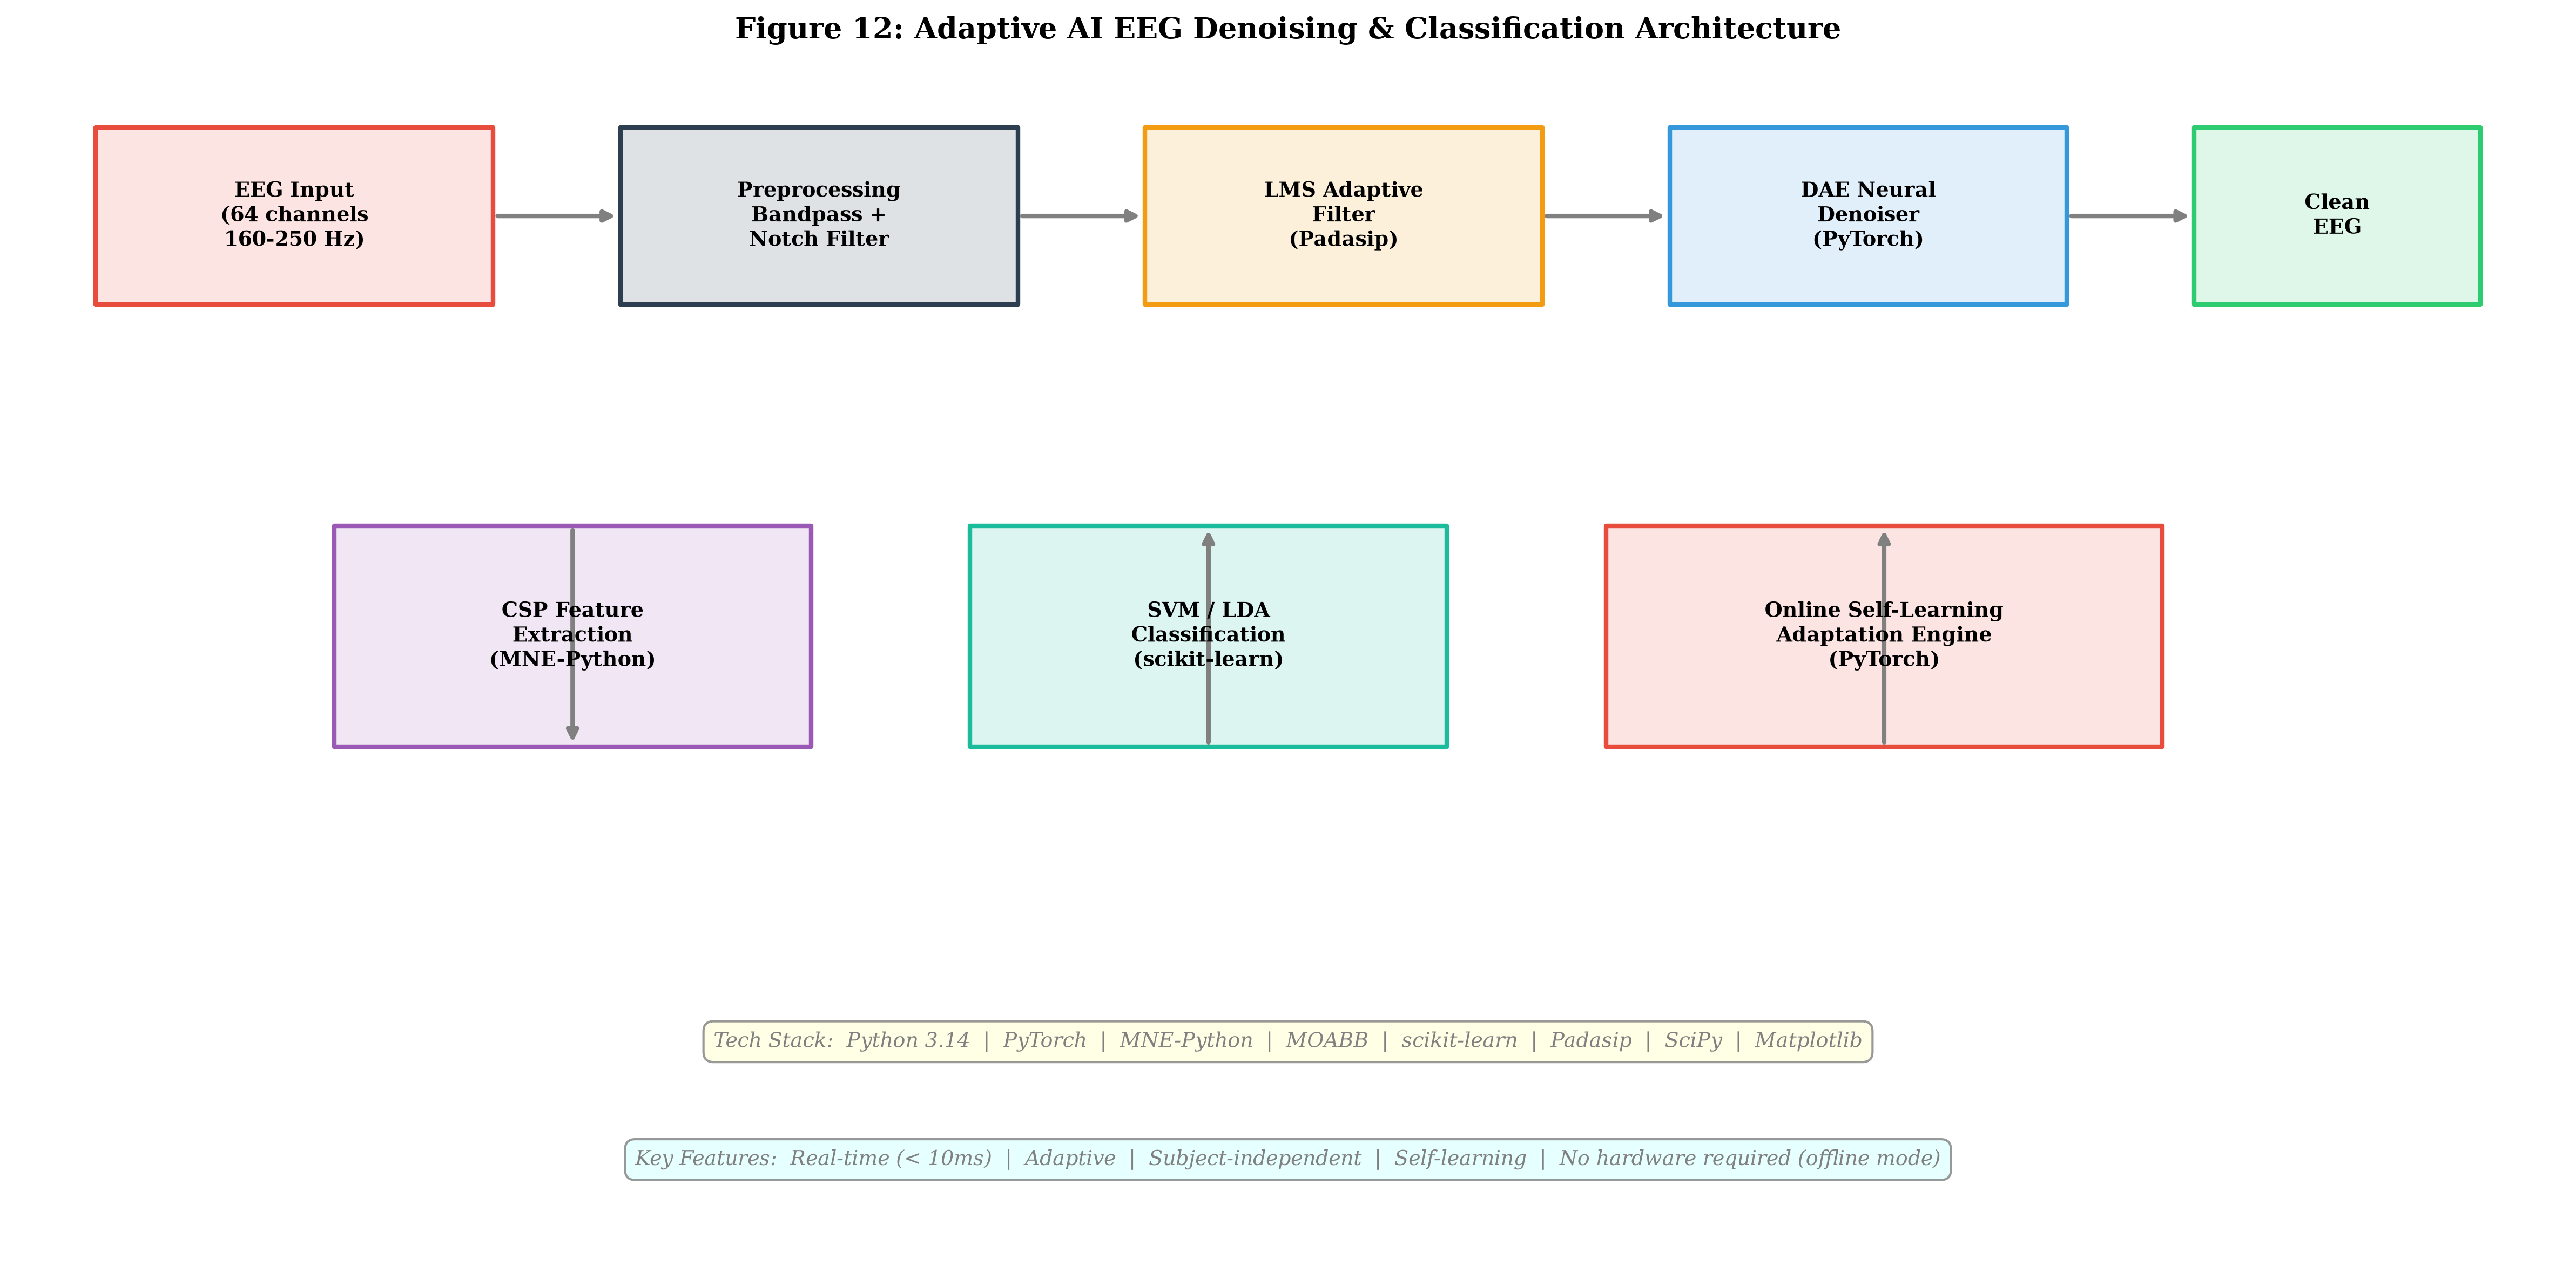 Figure 12: Adaptive AI EEG Denoising & Classification Architecture
EEG Input
(64 channels
160-250 Hz)
Preprocessing
Bandpass +
Notch Filter
LMS Adaptive
Filter
(Padasip)
DAE Neural
Denoiser
(PyTorch)
Clean
EEG
CSP Feature
Extraction
(MNE-Python)
SVM / LDA
Classification
(scikit-learn)
Online Self-Learning
Adaptation Engine
(PyTorch)
Tech Stack:  Python 3.14  |  PyTorch  |  MNE-Python  |  MOABB  |  scikit-learn  |  Padasip  |  SciPy  |  Matplotlib
Key Features:  Real-time (< 10ms)  |  Adaptive  |  Subject-independent  |  Self-learning  |  No hardware required (offline mode)